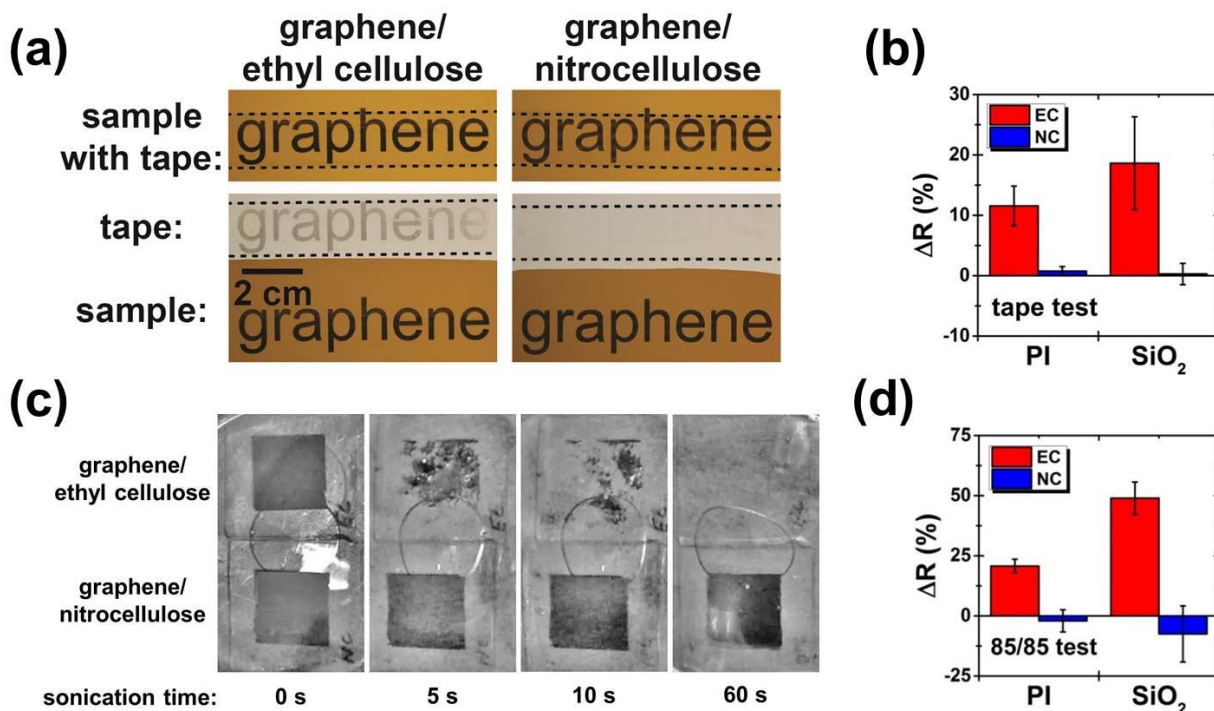 (a)
graphene/
ethyl cellulose
graphene/
nitrocellulose
sample
with tape:
graphene
graphene
tape:
graphene
2 cm
sample:
graphene
graphene
(b)
30
20
10
0
-10
ΔR (%)
EC
NC
tape test
PI
SiO₂
(c)
graphene/
ethyl cellulose
graphene/
nitrocellulose
EC
NC
sonication time:
0 s
5 s
10 s
60 s
(d)
75
50
25
0
-25
ΔR (%)
EC
NC
85/85 test
PI
SiO₂